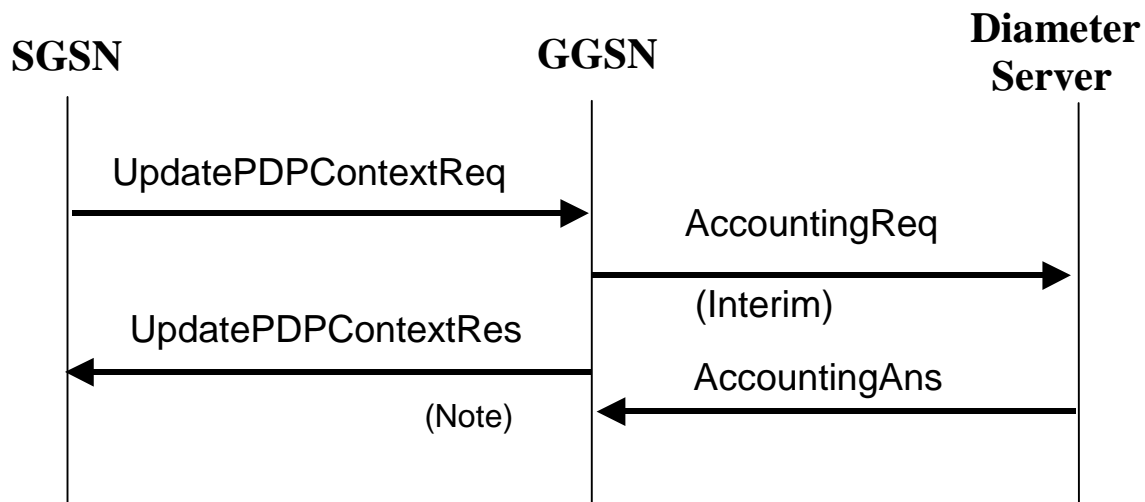 SGSN
GGSN
Diameter
Server
UpdatePDPContextReq
AccountingReq
(Interim)
UpdatePDPContextRes
AccountingAns
(Note)